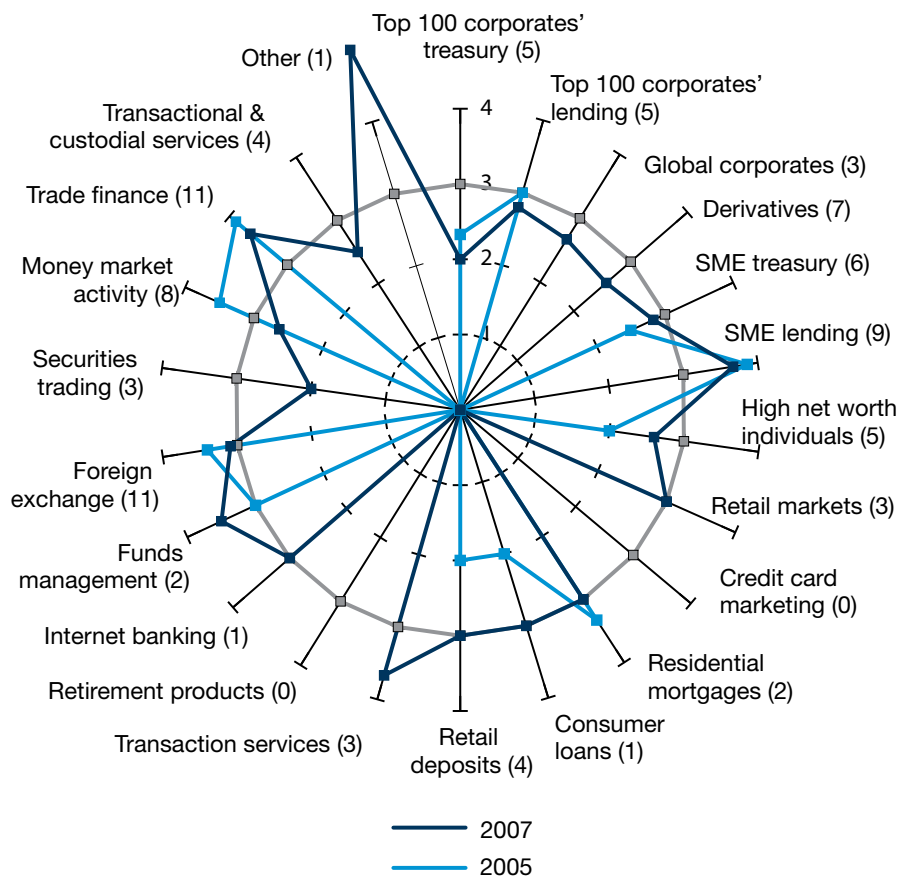 Top 100 corporates’
treasury (5)
Top 100 corporates’
lending (5)
Global corporates (3)
Derivatives (7)
SME treasury (6)
SME lending (9)
High net worth
individuals (5)
Retail markets (3)
Credit card
marketing (0)
Residential
mortgages (2)
Consumer
loans (1)
Retail
deposits (4)
Transaction services (3)
Retirement products (0)
Internet banking (1)
Funds
management (2)
Foreign
exchange (11)
Securities
trading (3)
Money market
activity (8)
Trade finance (11)
Transactional &
custodial services (4)
Other (1)
4
3
2
1
2007
2005